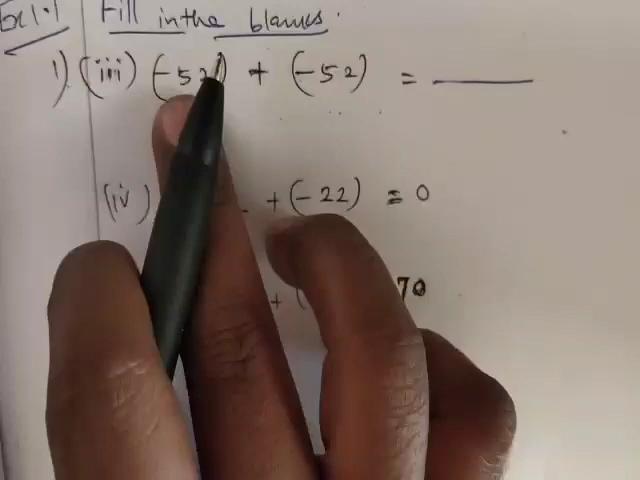 Ex 1.1 Fill in the blanks.
1) (iii) (-52) + (-52) = ______
(iv) + (-22) = 0
+ ( 70